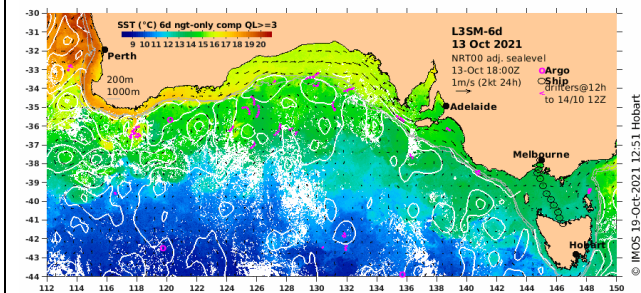 SST (°C) 6d ngt-only comp QL>=3
9 10 11 12 13 14 15 16 17 18 19 20
L3SM-6d
13 Oct 2021
NRT00 adj. sealevel
13-Oct 18:00Z
1m/s (2kt 24h)
Argo
Ship
drifters@12h
to 14/10 12Z
Perth
200m
1000m
Adelaide
Melbourne
Hobart
-30
-31
-32
-33
-34
-35
-36
-37
-38
-39
-40
-41
-42
-43
-44
112 114 116 118 120 122 124 126 128 130 132 134 136 138 140 142 144 146 148 150
© IMOS 19-Oct-2021 12:51 Hobart